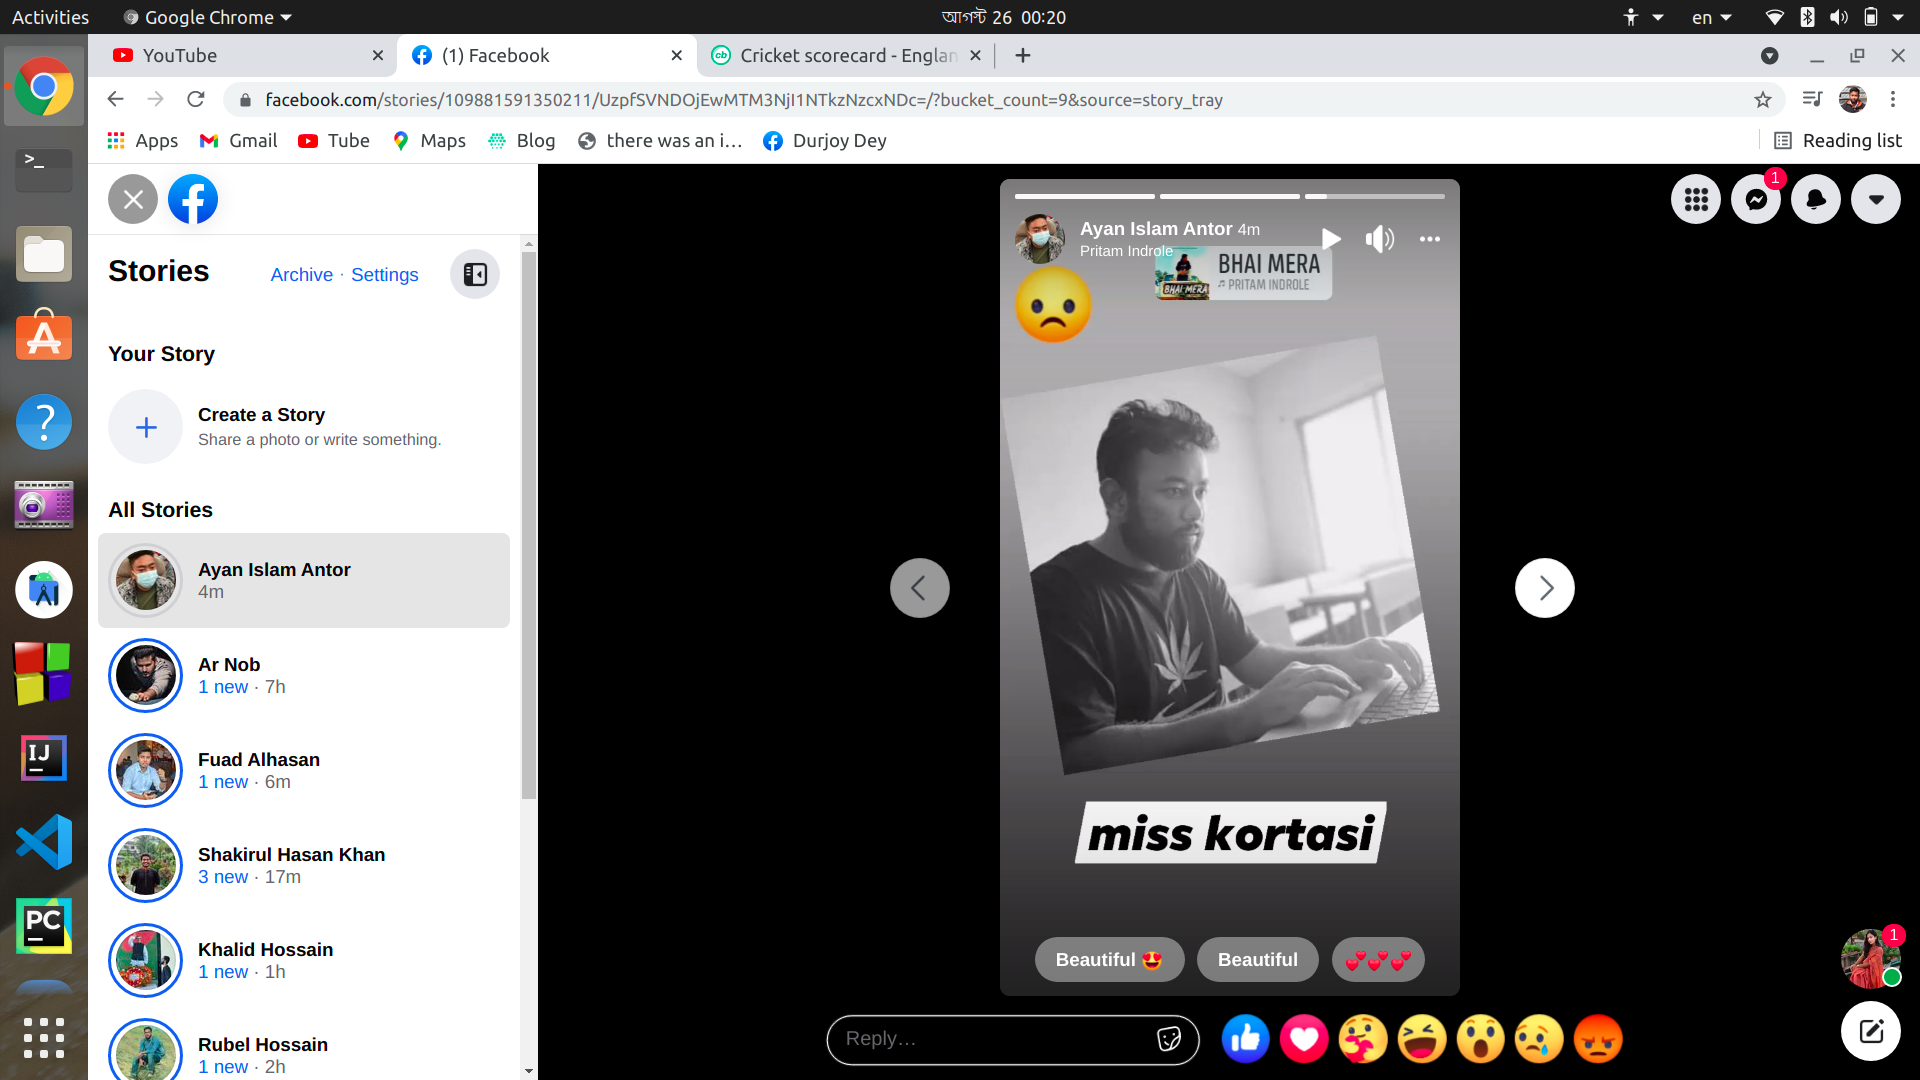 Activities
Google Chrome
আগস্ট 26 00:20
en
YouTube
(1) Facebook
Cricket scorecard - Englan
facebook.com/stories/109881591350211/UzpfSVNDOjEwMTM3NjI1NTkzNzcxNDc=/?bucket_count=9&source=story_tray
Apps
Gmail
Tube
Maps
Blog
there was an i...
Durjoy Dey
Reading list
Stories
Archive · Settings
Your Story
Create a Story
Share a photo or write something.
All Stories
Ayan Islam Antor
4m
Ar Nob
1 new · 7h
Fuad Alhasan
1 new · 6m
Shakirul Hasan Khan
3 new · 17m
Khalid Hossain
1 new · 1h
Rubel Hossain
1 new · 2h
Ayan Islam Antor 4m
Pritam Indrole
BHAI MERA
PRITAM INDROLE
BHAI MERA
miss kortasi
Beautiful
Beautiful
Reply...
1
1
>_
IJ
PC
cb